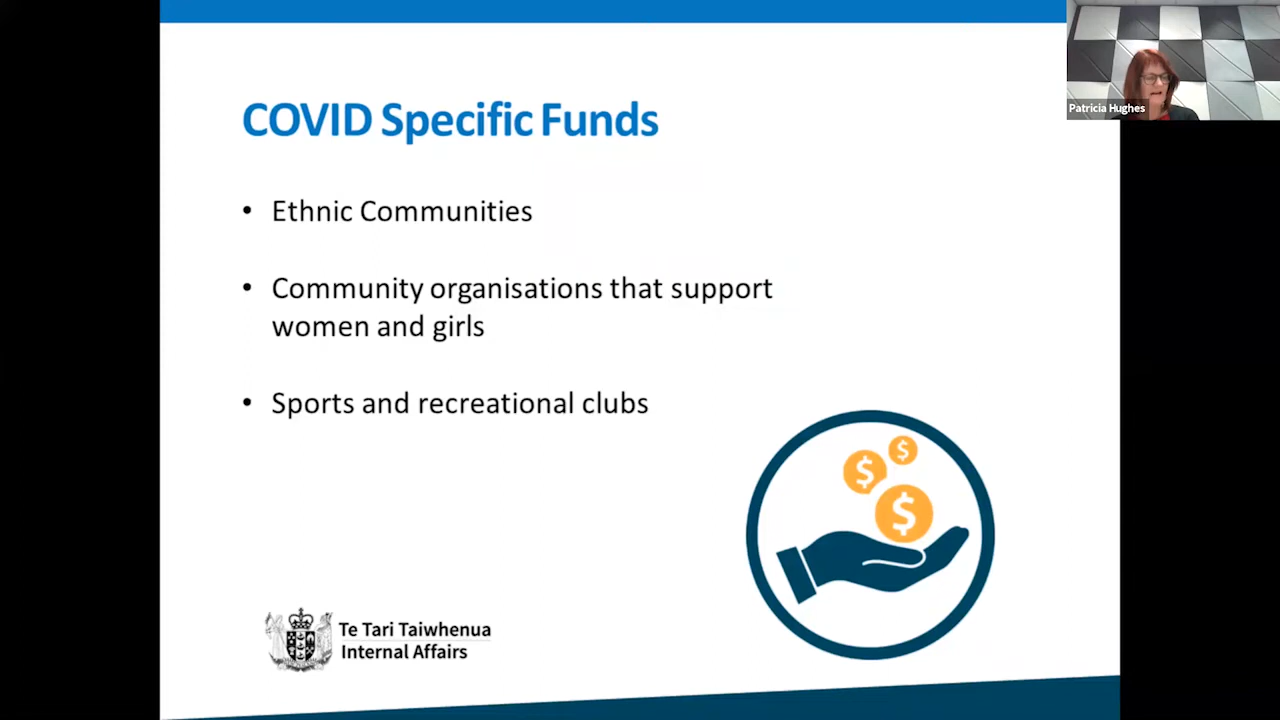 COVID Specific Funds
Patricia Hughes
• Ethnic Communities
• Community organisations that support
women and girls
• Sports and recreational clubs
$
$
$
Te Tari Taiwhenua
Internal Affairs